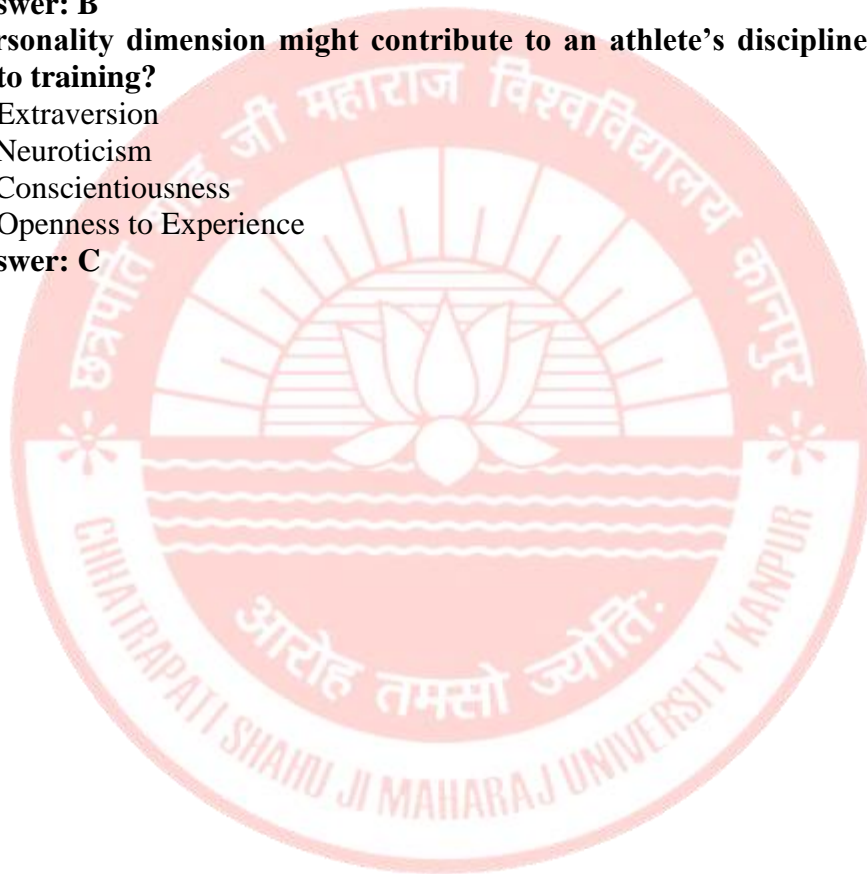 swer: B
rsonality dimension might contribute to an athlete’s discipline
to training?
Extraversion
Neuroticism
Conscientiousness
Openness to Experience
swer: C
छत्रपति शाहू जी महाराज विश्वविद्यालय कानपुर
आरोह तमसो ज्योतिः
CHHATRAPATI SHAHU JI MAHARAJ UNIVERSITY KANPUR